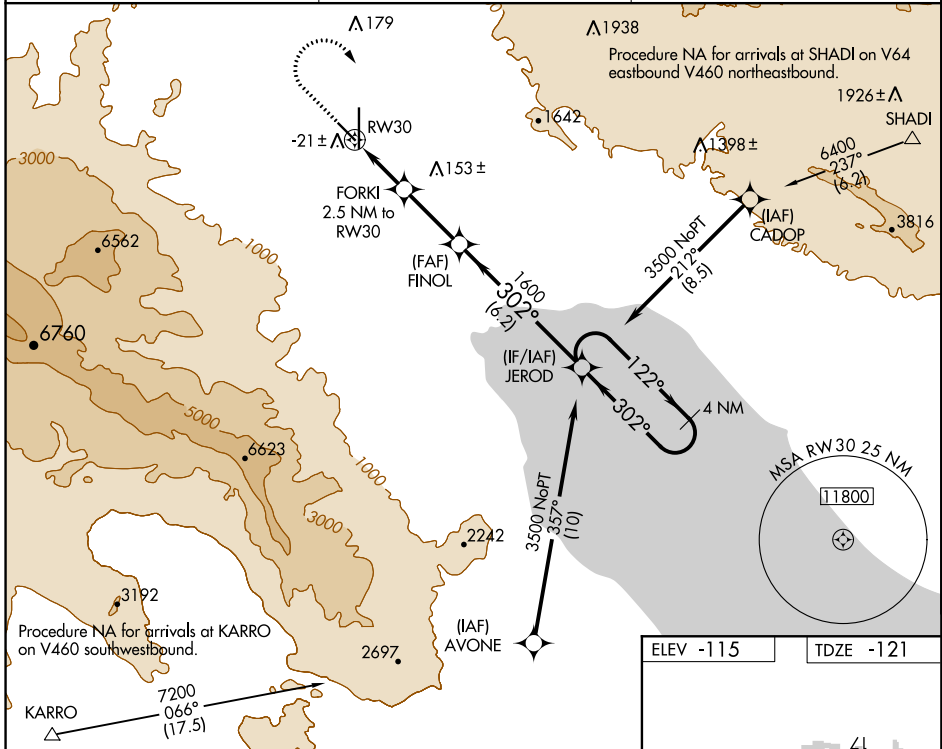 179
1938
Procedure NA for arrivals at SHADI on V64
eastbound V460 northeastbound.
1926±
SHADI
1642
RW30
-21±
1398±
6400
237°
(6.2)
3000
153±
FORKI
2.5 NM to
RW30
(IAF)
CADOP
3816
6562
1000
(FAF)
FINOL
3500 NoPT
212°
(8.5)
1600
302°
(6.2)
6760
(IF/IAF)
JEROD
122°
302°
4 NM
5000
6623
1000
MSA RW30 25 NM
11800
3000
3500 NoPT
357°
(10)
2242
3192
Procedure NA for arrivals at KARRO
on V460 southwestbound.
(IAF)
AVONE
2697
ELEV -115
TDZE -121
7200
066°
(17.5)
KARRO